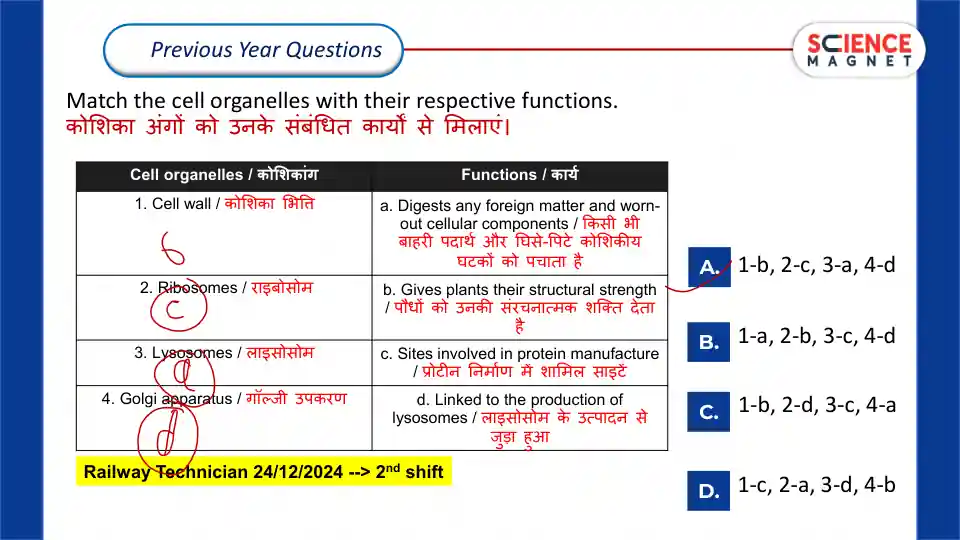 Previous Year Questions
SCIENCE
MAGNET
Match the cell organelles with their respective functions.
कोशिका अंगों को उनके संबंधित कार्यों से मिलाएं।
Cell organelles / कोशिकांग
Functions / कार्य
1. Cell wall / कोशिका भित्ति
b
a. Digests any foreign matter and worn-
out cellular components / किसी भी
बाहरी पदार्थ और घिसे-पिटे कोशिकीय
घटकों को पचाता है
2. Ribosomes / राइबोसोम
c
b. Gives plants their structural strength
/ पौधों को उनकी संरचनात्मक शक्ति देता
है
3. Lysosomes / लाइसोसोम
a
c. Sites involved in protein manufacture
/ प्रोटीन निर्माण में शामिल साइटें
4. Golgi apparatus / गॉल्जी उपकरण
d
d. Linked to the production of
lysosomes / लाइसोसोम के उत्पादन से
जुड़ा हुआ
Railway Technician 24/12/2024 --> 2nd shift
A. 1-b, 2-c, 3-a, 4-d
B. 1-a, 2-b, 3-c, 4-d
C. 1-b, 2-d, 3-c, 4-a
D. 1-c, 2-a, 3-d, 4-b